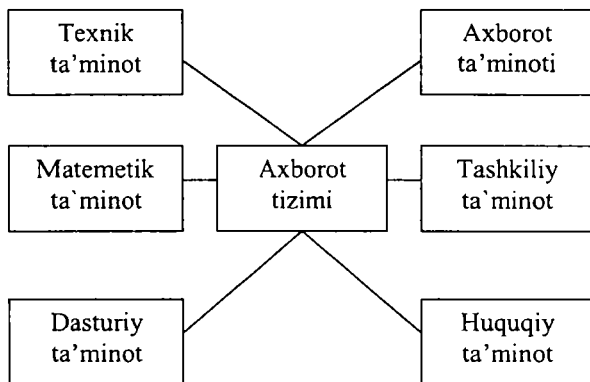 Texnik
ta’minot
Axborot
ta’minoti
Matemetik
ta`minot
Axborot
tizimi
Tashkiliy
ta`minot
Dasturiy
ta’minot
Huquqiy
ta’minot